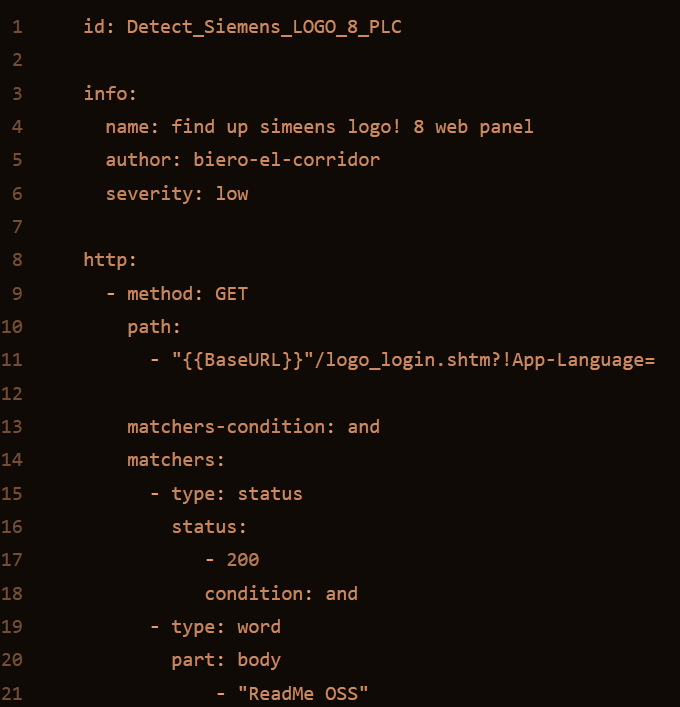 1 id: Detect_Siemens_LOGO_8_PLC
2
3 info:
4 name: find up simeens logo! 8 web panel
5 author: biero-el-corridor
6 severity: low
7
8 http:
9 - method: GET
10 path:
11 - "{{BaseURL}}"/logo_login.shtm?!App-Language=
12
13 matchers-condition: and
14 matchers:
15 - type: status
16 status:
17 - 200
18 condition: and
19 - type: word
20 part: body
21 - "ReadMe OSS"